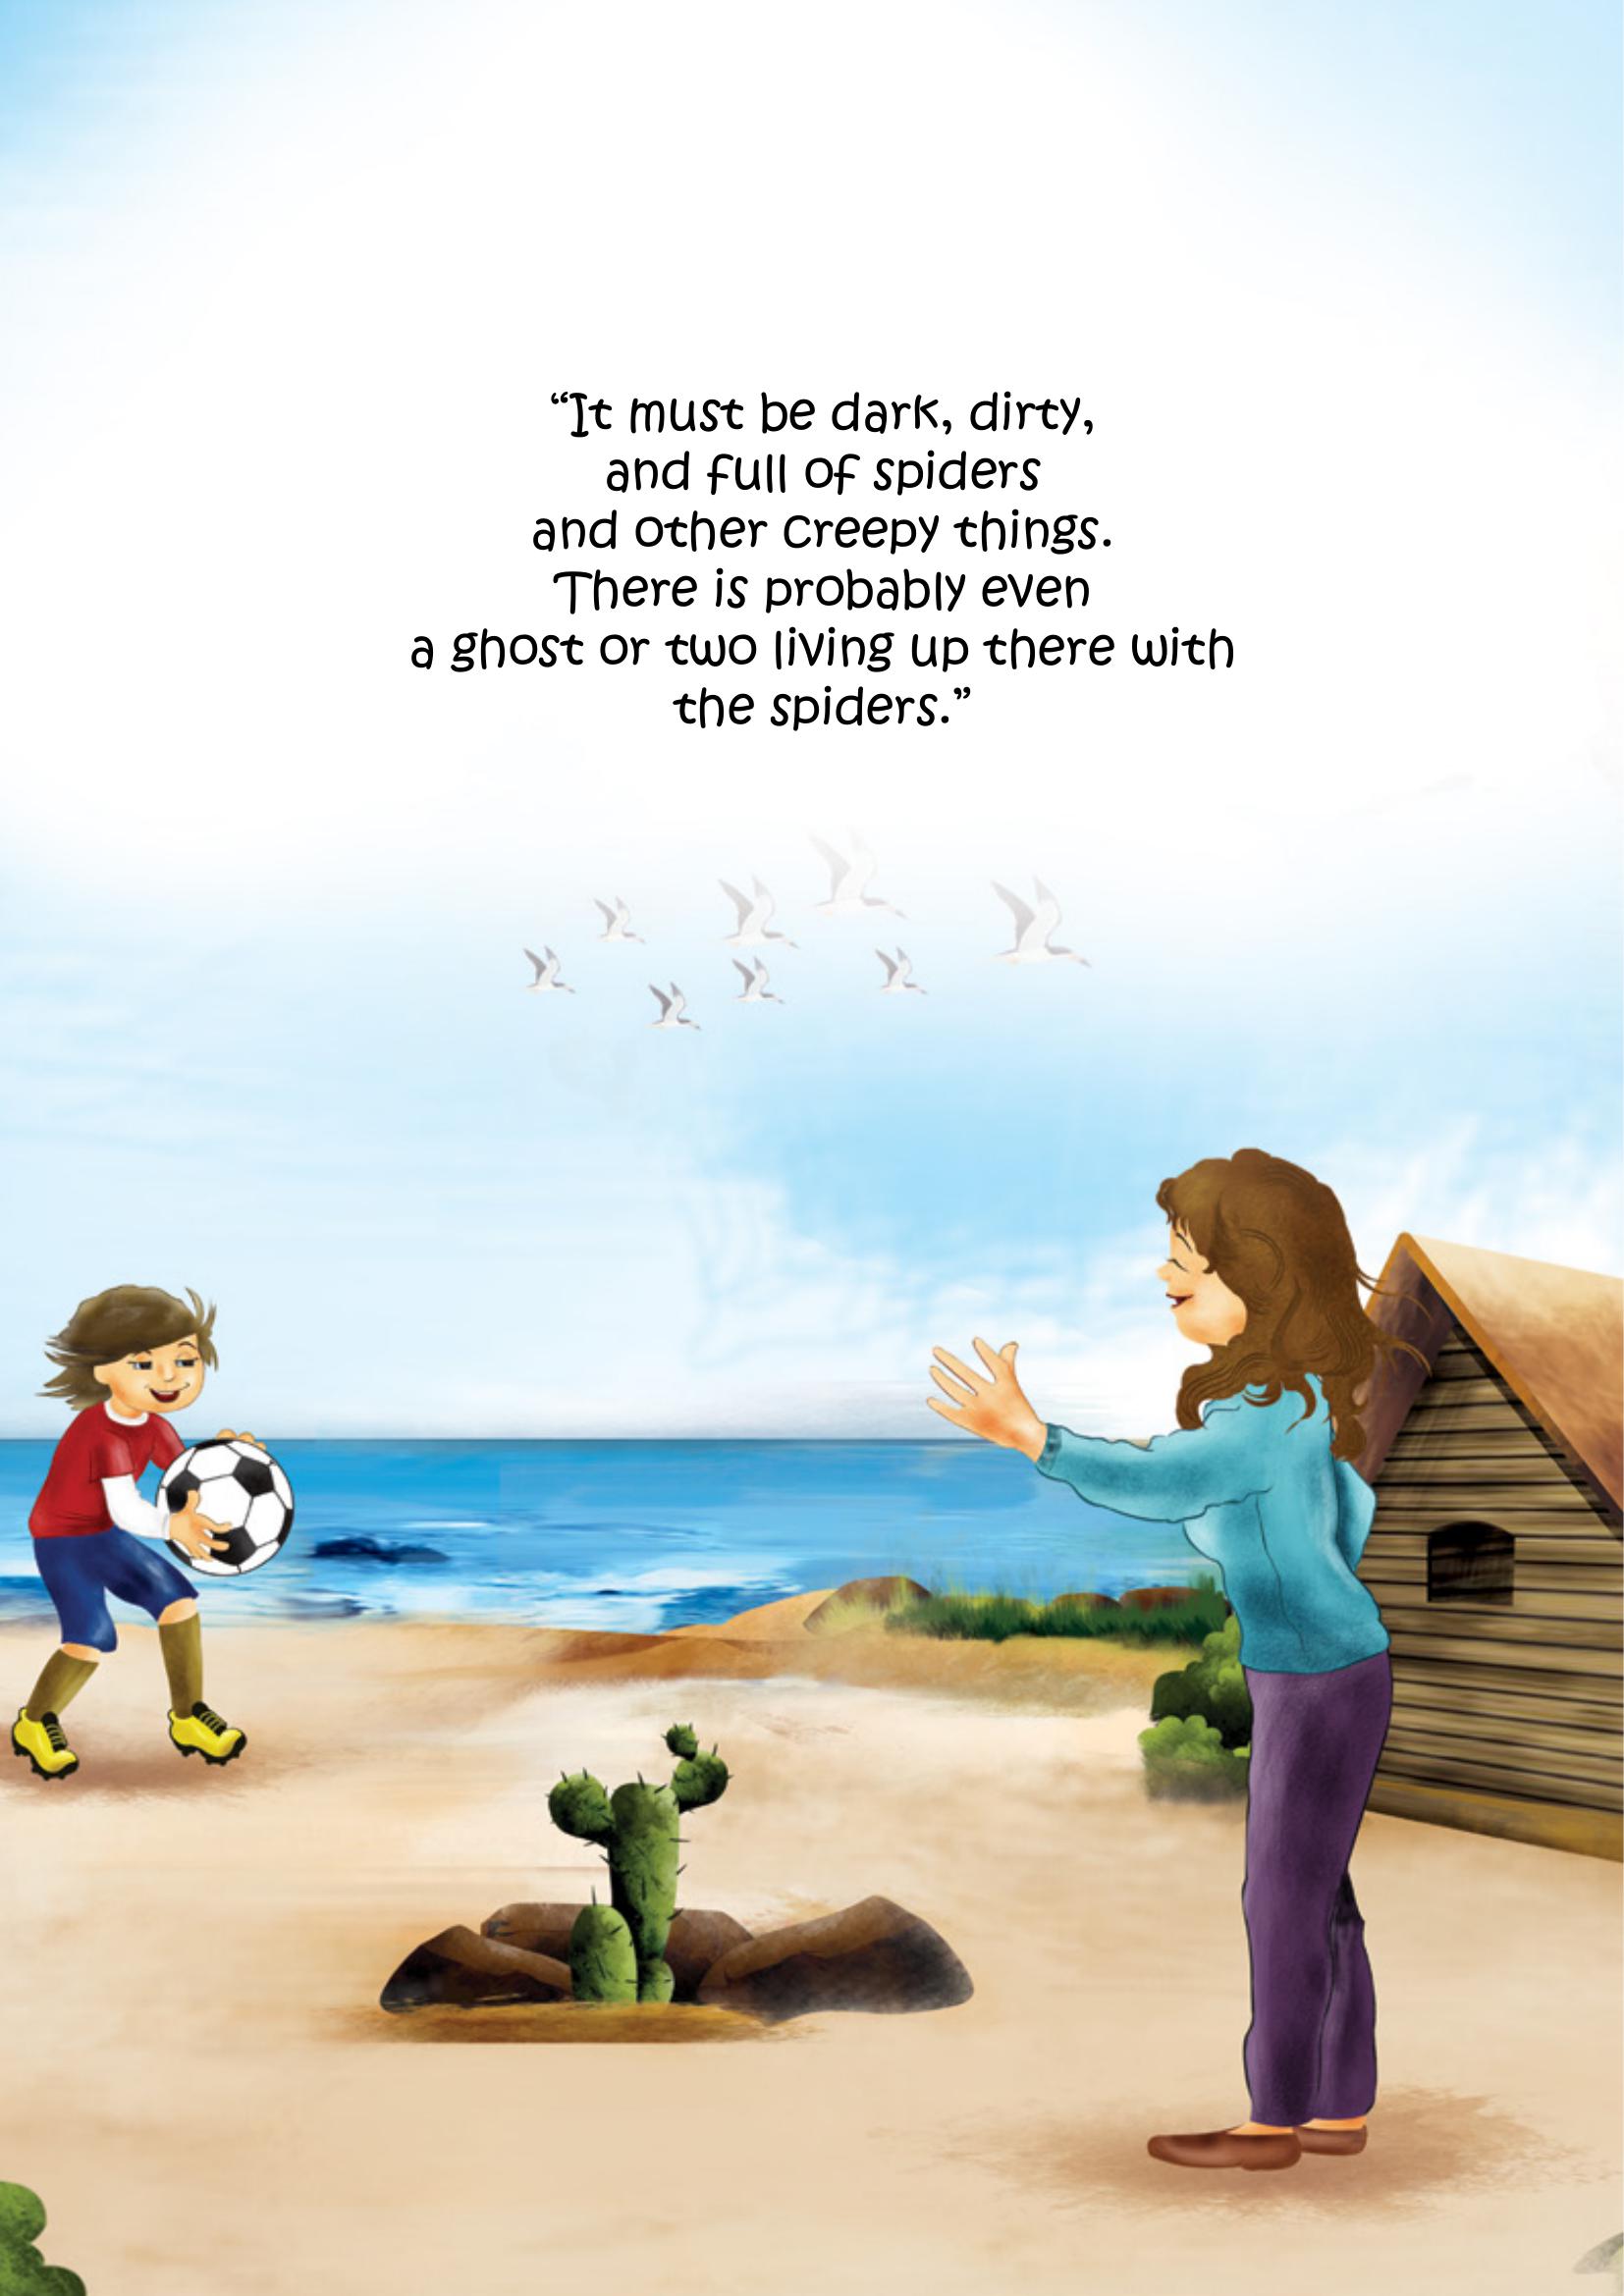 “It must be dark, dirty,
and full of spiders
and other creepy things.
There is probably even
a ghost or two living up there with
the spiders.”